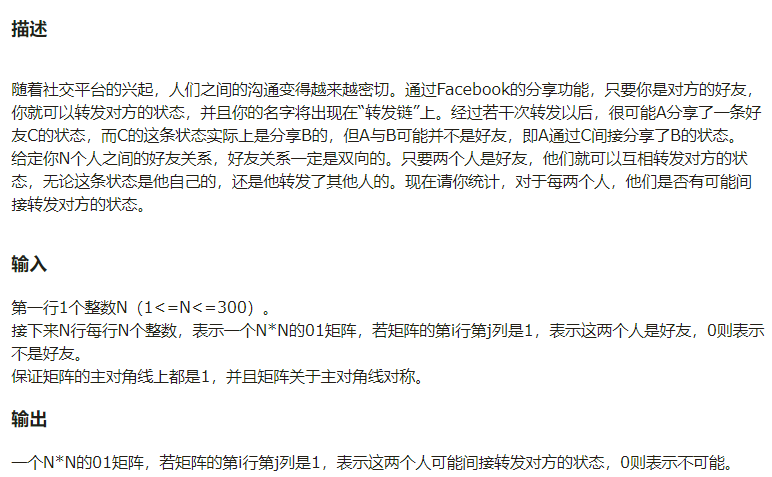 描述
随着社交平台的兴起，人们之间的沟通变得越来越密切。通过Facebook的分享功能，只要你是对方的好友，
你就可以转发对方的状态，并且你的名字将出现在“转发链”上。经过若干次转发以后，很可能A分享了一条好
友C的状态，而C的这条状态实际上是分享B的，但A与B可能并不是好友，即A通过C间接分享了B的状态。
给定你N个人之间的好友关系，好友关系一定是双向的。只要两个人是好友，他们就可以互相转发对方的状
态，无论这条状态是他自己的，还是他转发了其他人的。现在请你统计，对于每两个人，他们是否有可能间
接转发对方的状态。
输入
第一行1个整数N（1<=N<=300）。
接下来N行每行N个整数，表示一个N*N的01矩阵，若矩阵的第i行第j列是1，表示这两个人是好友，0则表示
不是好友。
保证矩阵的主对角线上都是1，并且矩阵关于主对角线对称。
输出
一个N*N的01矩阵，若矩阵的第i行第j列是1，表示这两个人可能间接转发对方的状态，0则表示不可能。